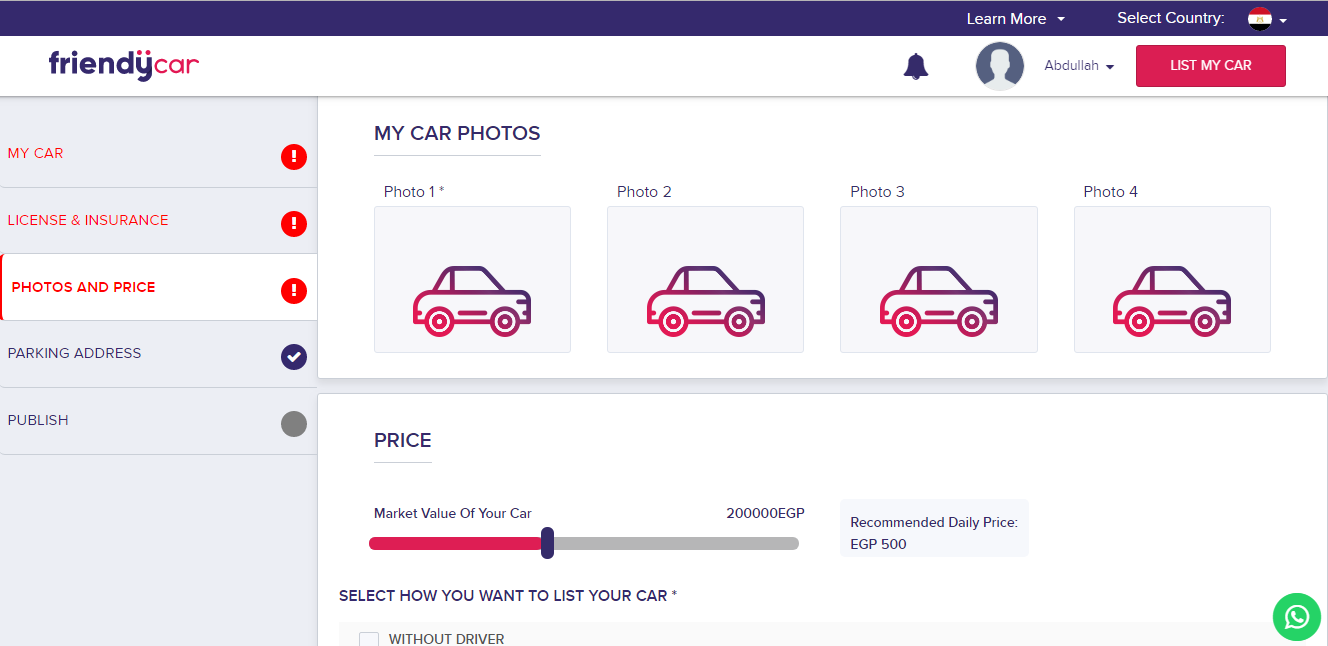 Learn More
Select Country:
friendycar
Abdullah
LIST MY CAR
MY CAR
LICENSE & INSURANCE
PHOTOS AND PRICE
PARKING ADDRESS
PUBLISH
MY CAR PHOTOS
Photo 1 *
Photo 2
Photo 3
Photo 4
PRICE
Market Value Of Your Car
200000EGP
Recommended Daily Price:
EGP 500
SELECT HOW YOU WANT TO LIST YOUR CAR *
WITHOUT DRIVER